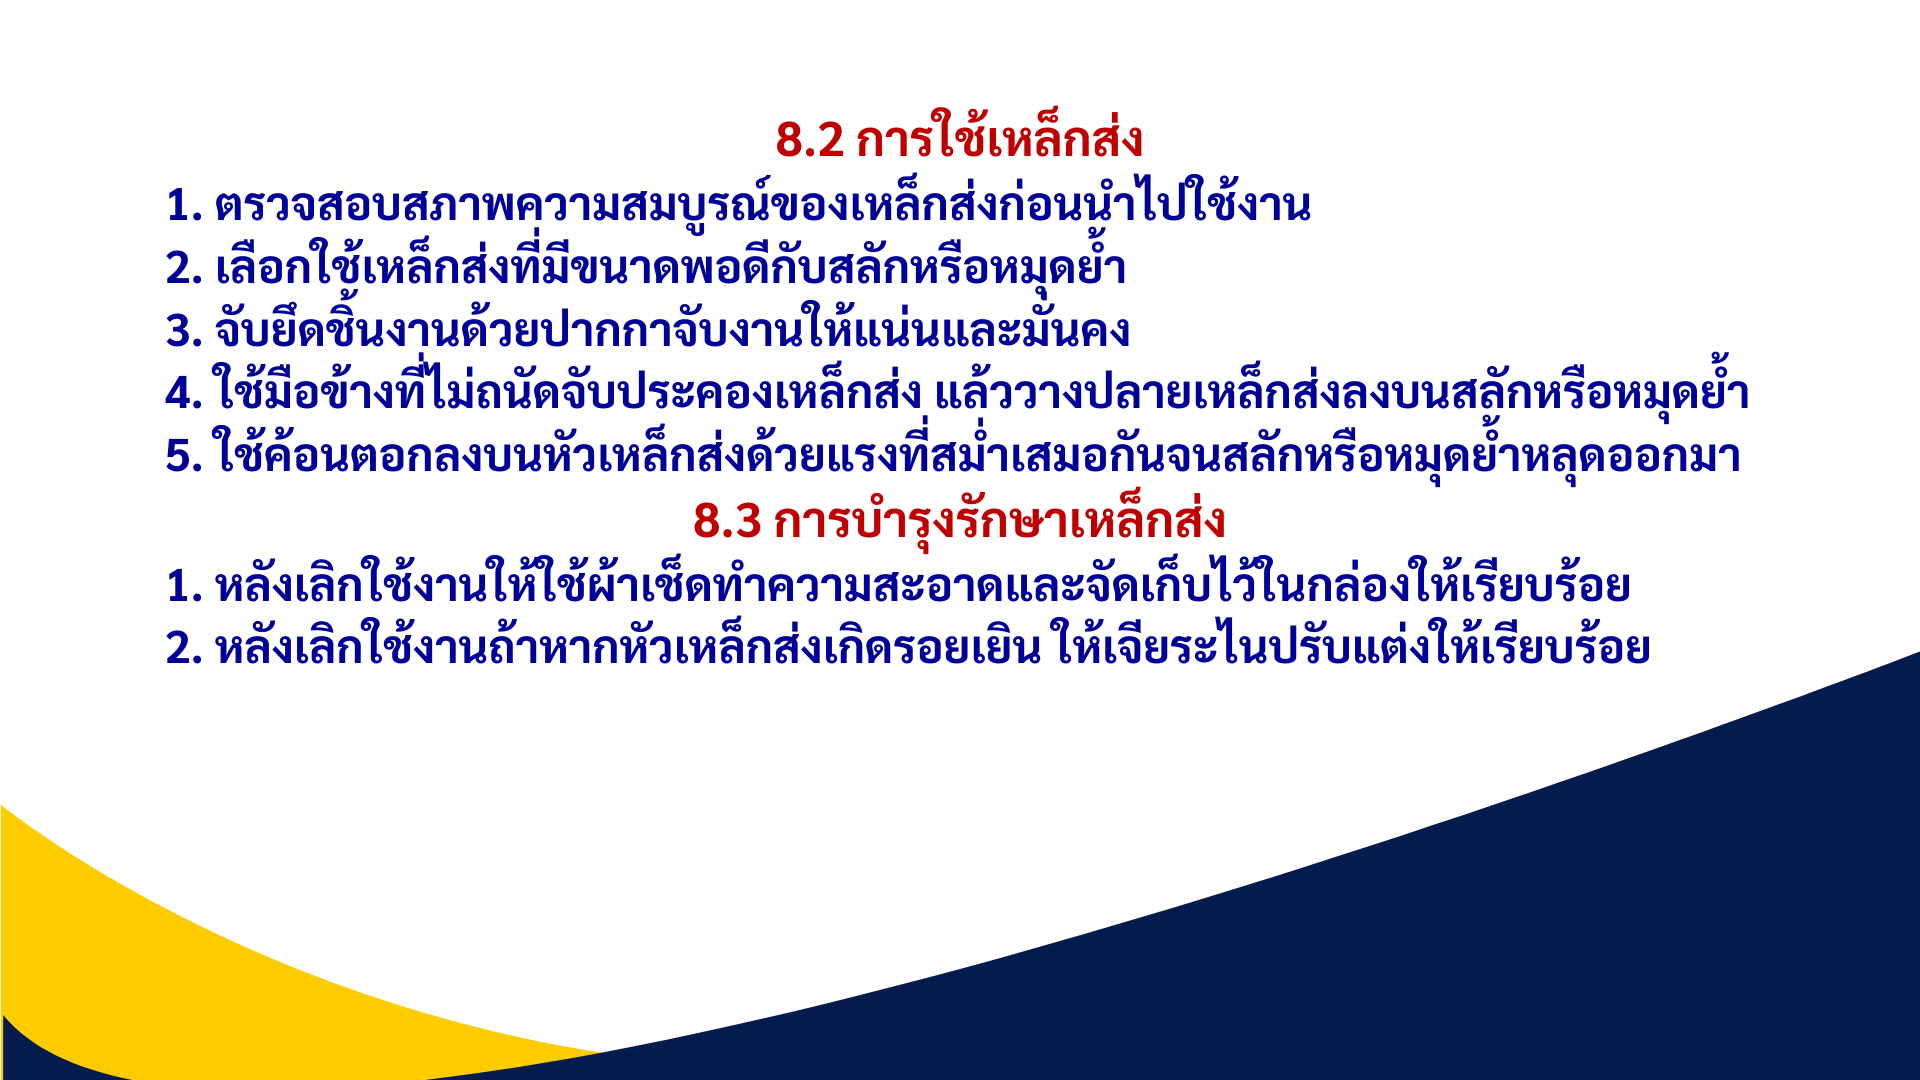 8.2 การใช้เหล็กส่ง
1. ตรวจสอบสภาพความสมบูรณ์ของเหล็กส่งก่อนนำไปใช้งาน
2. เลือกใช้เหล็กส่งที่มีขนาดพอดีกับสลักหรือหมุดย้ำ
3. จับยึดชิ้นงานด้วยปากกาจับงานให้แน่นและมั่นคง
4. ใช้มือข้างที่ไม่ถนัดจับประคองเหล็กส่ง แล้ววางปลายเหล็กส่งลงบนสลักหรือหมุดย้ำ
5. ใช้ค้อนตอกลงบนหัวเหล็กส่งด้วยแรงที่สม่ำเสมอกันจนสลักหรือหมุดย้ำหลุดออกมา
8.3 การบำรุงรักษาเหล็กส่ง
1. หลังเลิกใช้งานให้ใช้ผ้าเช็ดทำความสะอาดและจัดเก็บไว้ในกล่องให้เรียบร้อย
2. หลังเลิกใช้งานถ้าหากหัวเหล็กส่งเกิดรอยเยิน ให้เจียระไนปรับแต่งให้เรียบร้อย